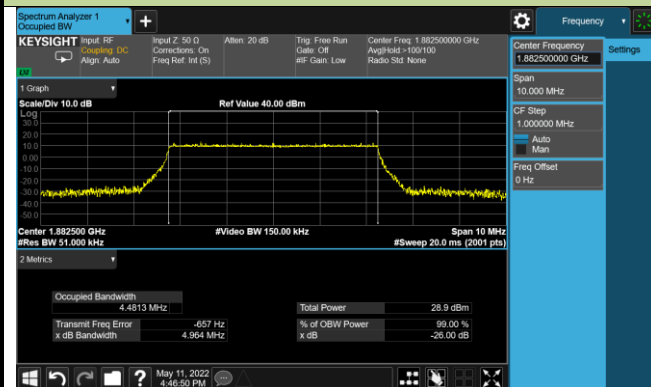 Spectrum Analyzer 1
Occupied BW
+
Frequency
KEYSIGHT
Input: RF
Coupling: DC
Align: Auto
Input Z: 50 Ω
Corrections: On
Freq Ref: Int (S)
Atten: 20 dB
Trig: Free Run
Gate: Off
#IF Gain: Low
Center Freq: 1.882500000 GHz
Avg|Hold:>100/100
Radio Std: None
Center Frequency
1.882500000 GHz
Settings
Span
10.000 MHz
CF Step
1.000000 MHz
Auto
Man
Freq Offset
0 Hz
1 Graph
Scale/Div 10.0 dB
Ref Value 40.00 dBm
Log
30.0
20.0
10.0
0.00
-10.0
-20.0
-30.0
-40.0
-50.0
Center 1.882500 GHz
#Video BW 150.00 kHz
Span 10 MHz
#Res BW 51.000 kHz
#Sweep 20.0 ms (2001 pts)
2 Metrics
Occupied Bandwidth
4.4813 MHz
Total Power
28.9 dBm
Transmit Freq Error
-657 Hz
% of OBW Power
99.00 %
x dB Bandwidth
4.964 MHz
x dB
-26.00 dB
?
May 11, 2022
4:46:50 PM